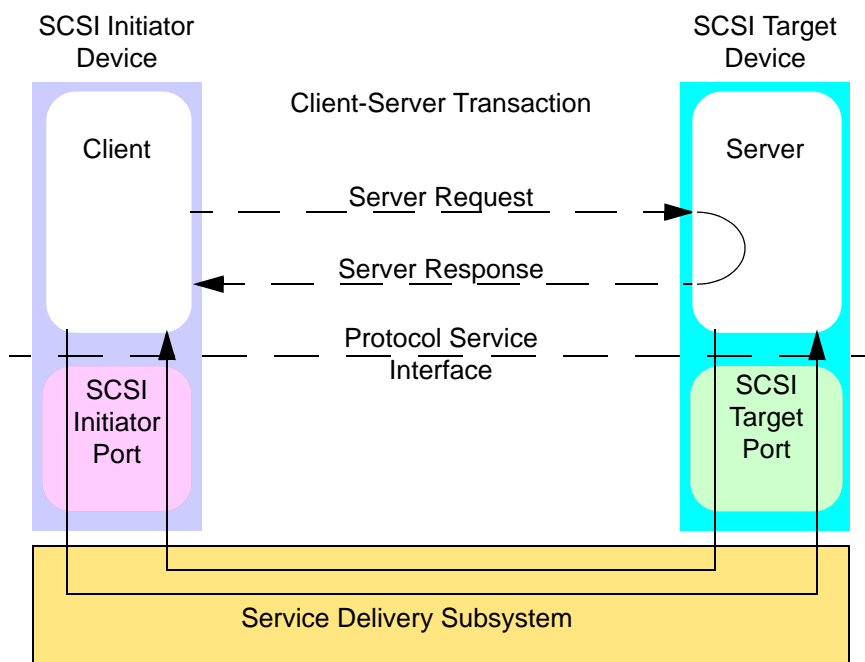 SCSI Initiator
Device
SCSI Target
Device
Client-Server Transaction
Client
Server
Server Request
Server Response
Protocol Service
Interface
SCSI
Initiator
Port
SCSI
Target
Port
Service Delivery Subsystem